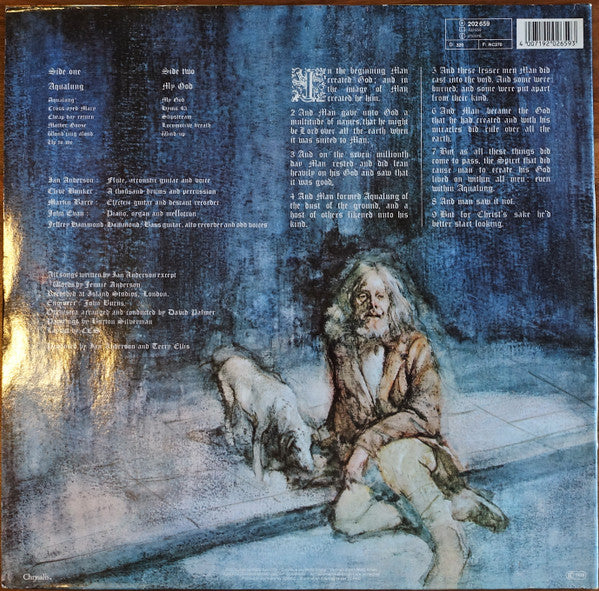 202 659
4 007192 026593
Side one
Aqualung
Aqualung
Cross-eyed Mary
Cheap day return
Mother Goose
Wond'ring aloud
Up to me
Side two
My God
My God
Hymn 43
Slipstream
Locomotive breath
Wind-up
Ian Anderson : Flute, acoustic guitar and voice
Clive Bunker : A thousand drums and percussion
Martin Barre : Electric guitar and descant recorder
John Evan : Piano, organ and mellotron
Jeffrey Hammond-Hammond : Bass guitar, alto recorder and odd voices
All songs written by Ian Anderson except
Words by Jennie Anderson
Recorded at Island Studios, London.
Engineer : John Burns.
Orchestra arranged and conducted by David Palmer
Paintings by Burton Silverman
Produced by Ian Anderson and Terry Ellis
In the beginning Man
created God; and in
the image of Man
created he him.
2 And Man gave unto God a
multitude of names, that he might
be Lord over all the earth when it
was suited to Man.
3 And on the seven millionth
day Man rested and did lean
heavily on his God and saw that
it was good.
4 And Man formed Aqualung of
the dust of the ground, and a
host of others likened unto his
kind.
5 And these lesser men Man did
cast into the void. And some were
burned; and some were put apart
from their kind.
6 And Man became the God
that he had created and with his
miracles did rule over all the
earth.
7 But as all these things did
come to pass, the Spirit that did
cause man to create his God
lived on within all men: even
within Aqualung.
8 And man saw it not.
9 But for Christ's sake he'd
better start looking.
Chrysalis.